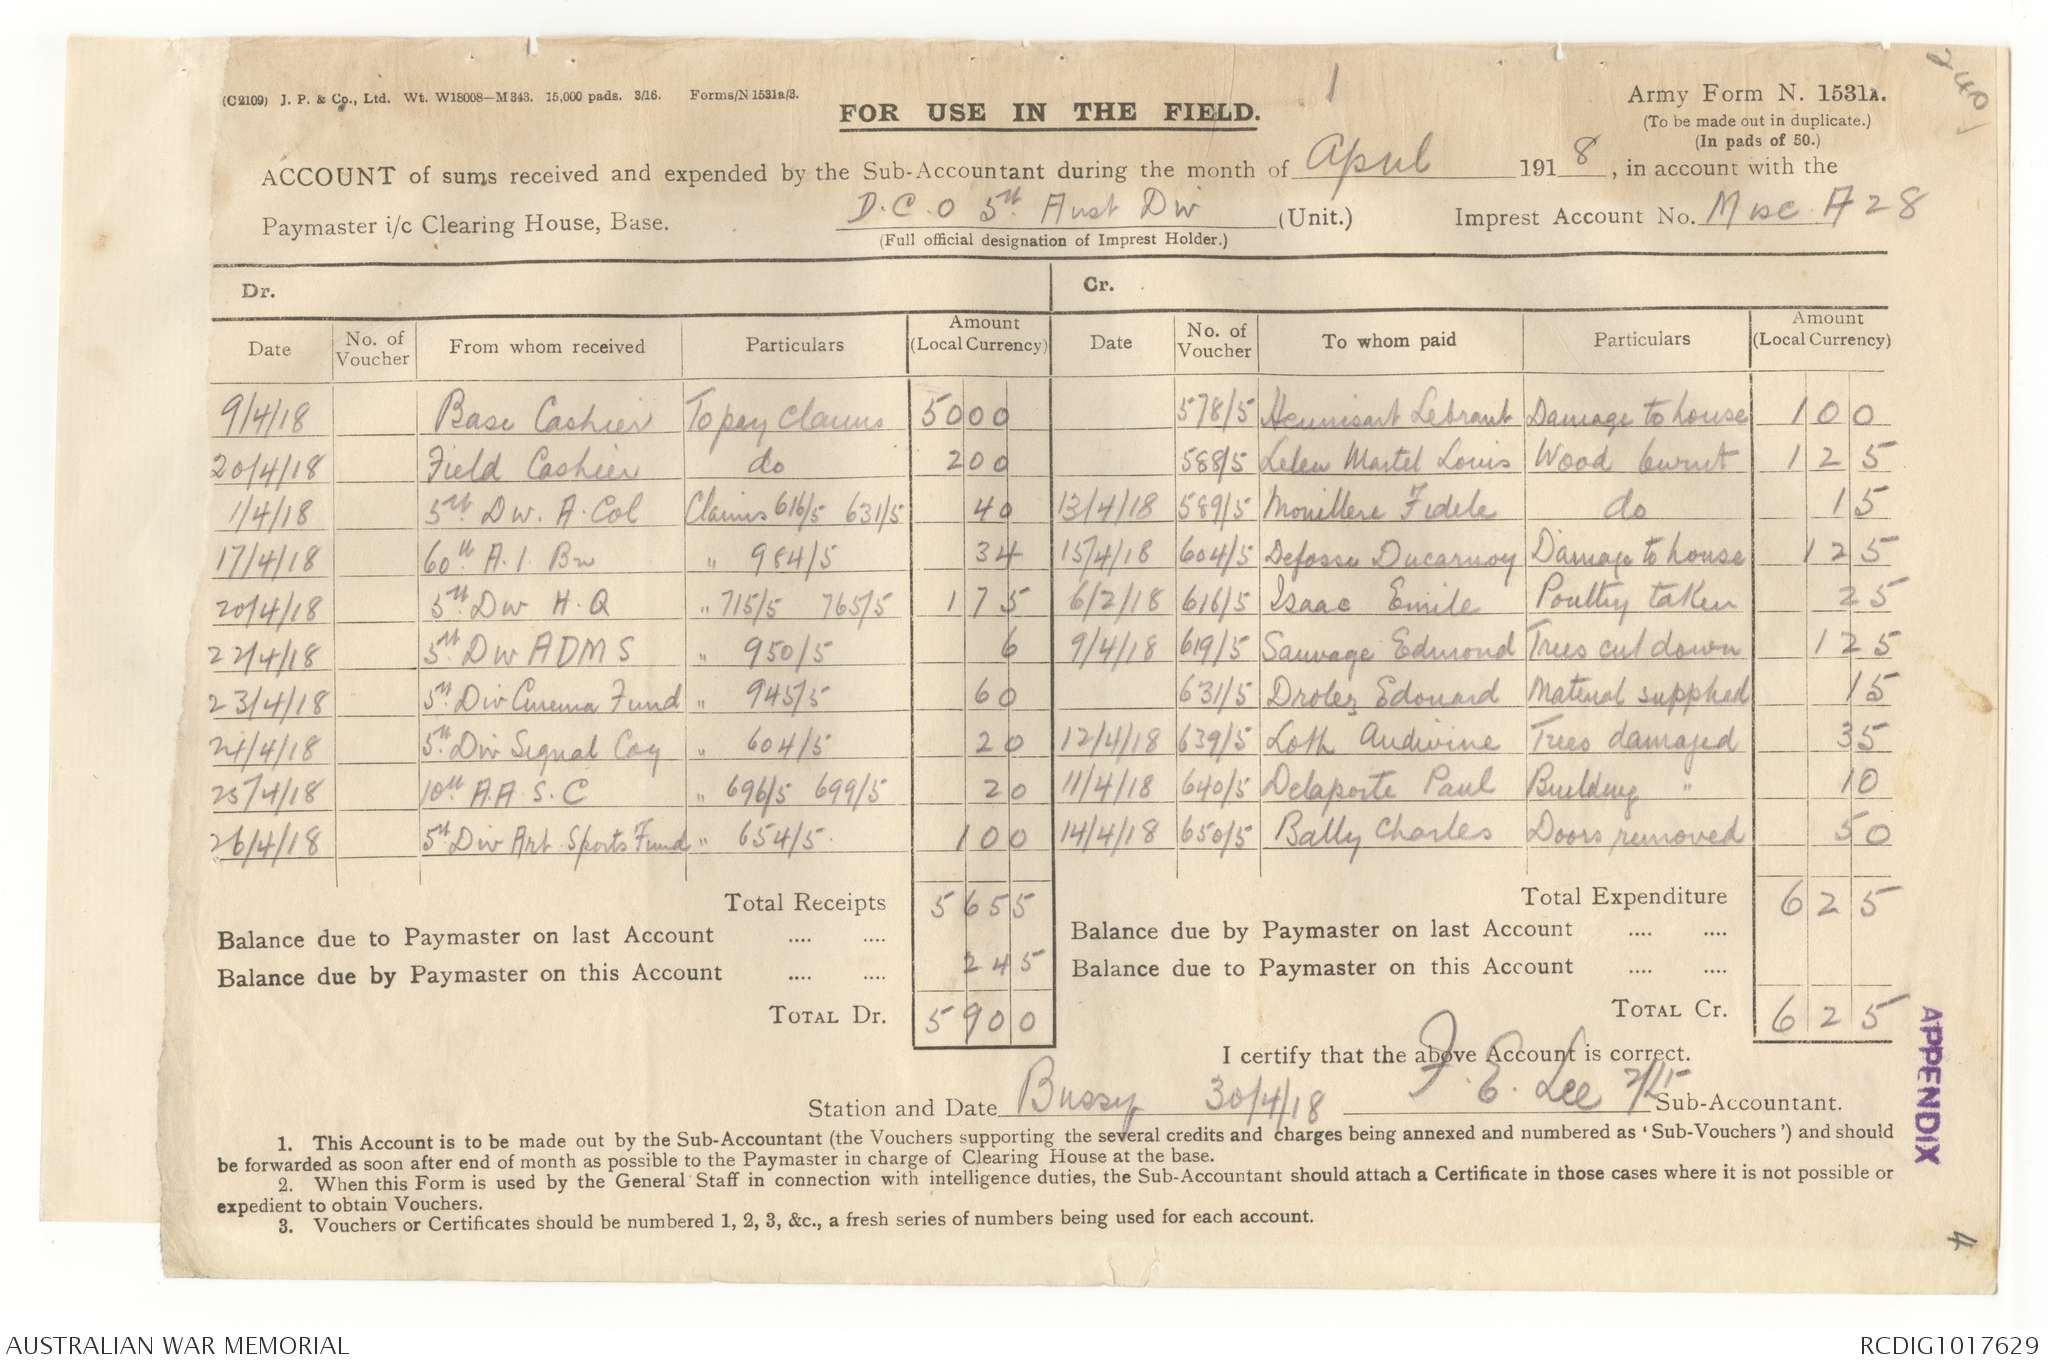 (C2109) J. P. & Co., Ltd. Wt. W18008—M343. 15,000 pads. 3/16. Forms/N1531a/3.
1
FOR USE IN THE FIELD.
Army Form N. 1531A.
(To be made out in duplicate.)
(In pads of 50.)
ACCOUNT of sums received and expended by the Sub-Accountant during the month of April 1918, in account with the
Paymaster i/c Clearing House, Base. D.C.O 5th Aust Div (Unit.) Imprest Account No. Misc A 28
(Full official designation of Imprest Holder.)
Dr. Cr.
Date No. of Voucher From whom received Particulars Amount (Local Currency) Date No. of Voucher To whom paid Particulars Amount (Local Currency)
9/4/18 Base Cashier To pay claims 5000 578/5 Hennisart Lebrant Damage to house 100
20/4/18 Field Cashier do 200 588/5 Leleu Martel Louis Wood burnt 125
1/4/18 5th Div. A. Col Claims 616/5 631/5 40 13/4/18 589/5 Mouillere Fidele do 15
17/4/18 60th A.I. Bn " 984/5 34 15/4/18 604/5 Defosse Ducarnoy Damage to house 125
20/4/18 5th Div H.Q " 715/5 765/5 175 6/2/18 616/5 Isaac Emile Poultry taken 25
22/4/18 5th Div ADMS " 950/5 6 9/4/18 619/5 Sauvage Edmond Trees cut down 125
23/4/18 5th Div Cinema Fund " 945/5 60 631/5 Drolez Edouard Material supplied 15
24/4/18 5th Div Signal Coy " 604/5 20 12/4/18 639/5 Loth Audivine Trees damaged 35
25/4/18 10th A.A.S.C " 696/5 699/5 20 11/4/18 640/5 Delaporte Paul Building " 10
26/4/18 5th Div Art Sports Fund " 654/5. 100 14/4/18 650/5 Bally Charles Doors removed 50
Total Receipts 5655 Total Expenditure 625
Balance due to Paymaster on last Account .... .... Balance due by Paymaster on last Account .... ....
Balance due by Paymaster on this Account .... .... 245 Balance due to Paymaster on this Account .... ....
TOTAL Dr. 5900 TOTAL Cr. 625
I certify that the above Account is correct.
Station and Date Bussy 30/4/18 F. E. Lee 2/Lt Sub-Accountant.
1. This Account is to be made out by the Sub-Accountant (the Vouchers supporting the several credits and charges being annexed and numbered as 'Sub-Vouchers') and should
be forwarded as soon after end of month as possible to the Paymaster in charge of Clearing House at the base.
2. When this Form is used by the General Staff in connection with intelligence duties, the Sub-Accountant should attach a Certificate in those cases where it is not possible or
expedient to obtain Vouchers.
3. Vouchers or Certificates should be numbered 1, 2, 3, &c., a fresh series of numbers being used for each account.
APPENDIX
4
AUSTRALIAN WAR MEMORIAL RCDIG1017629